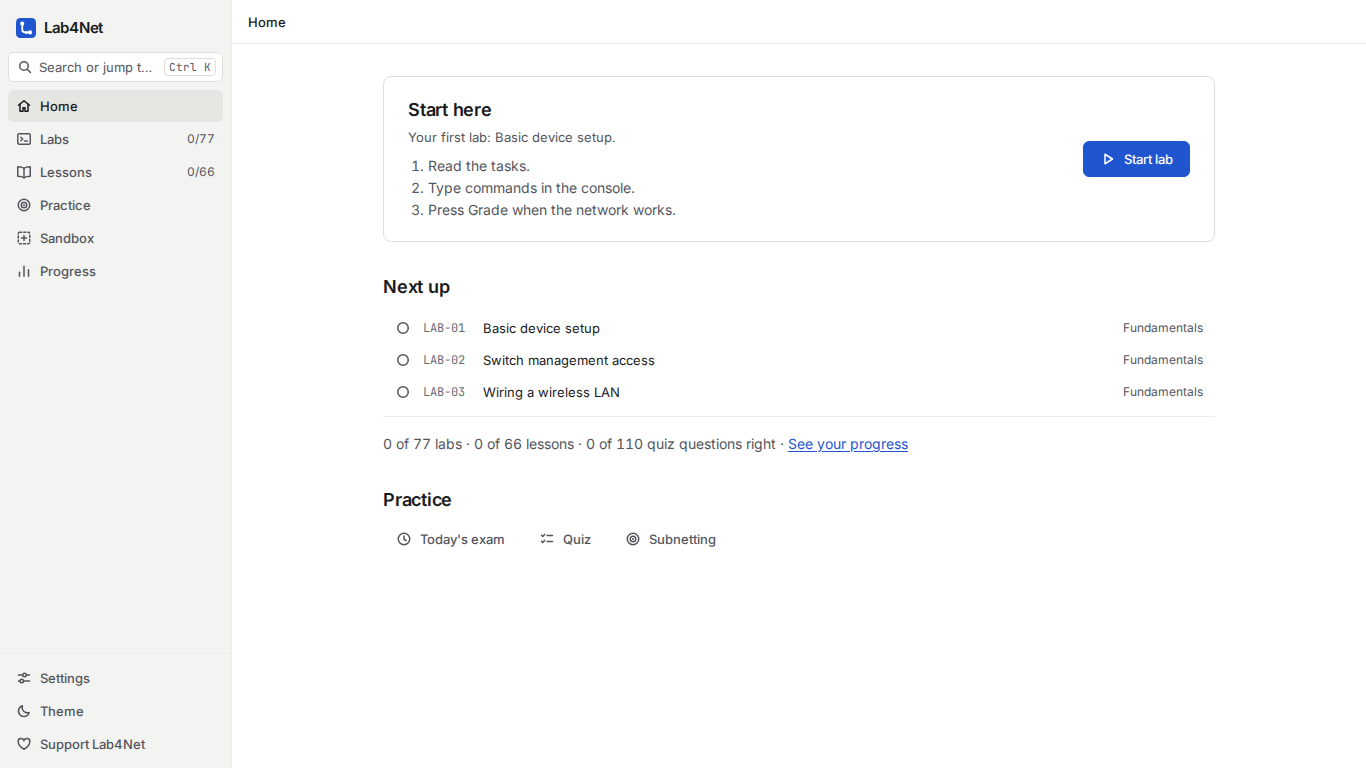 Lab4Net
Search or jump t... Ctrl K
Home
Labs 0/77
Lessons 0/66
Practice
Sandbox
Progress
Settings
Theme
Support Lab4Net
Home
Start here
Your first lab: Basic device setup.
1. Read the tasks.
2. Type commands in the console.
3. Press Grade when the network works.
Start lab
Next up
LAB-01 Basic device setup Fundamentals
LAB-02 Switch management access Fundamentals
LAB-03 Wiring a wireless LAN Fundamentals
0 of 77 labs · 0 of 66 lessons · 0 of 110 quiz questions right · See your progress
Practice
Today's exam Quiz Subnetting